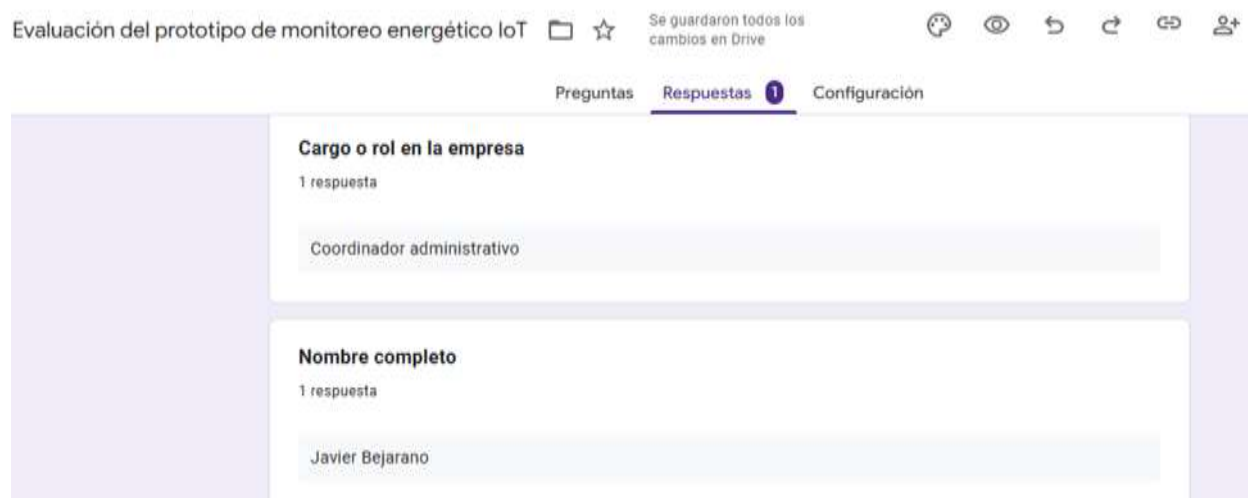 Evaluación del prototipo de monitoreo energético IoT
Se guardaron todos los
cambios en Drive
Preguntas Respuestas 1 Configuración
Cargo o rol en la empresa
1 respuesta
Coordinador administrativo
Nombre completo
1 respuesta
Javier Bejarano